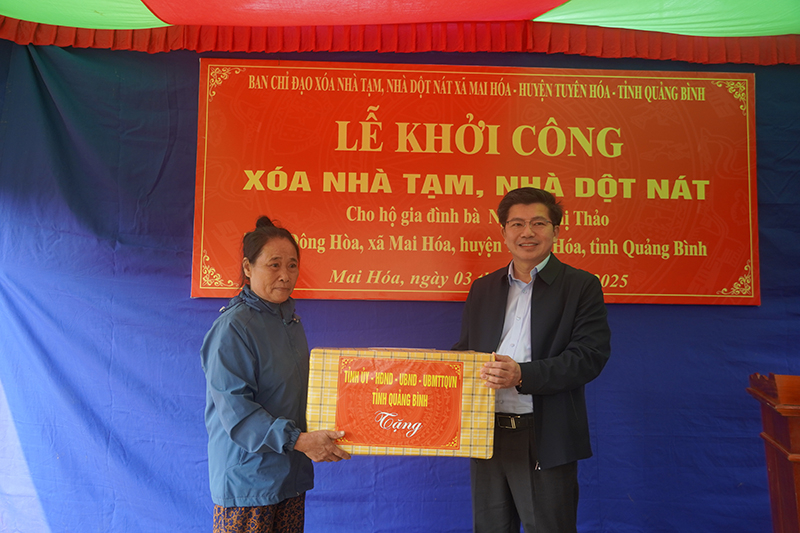 BAN CHỈ ĐẠO XÓA NHÀ TẠM, NHÀ DỘT NÁT XÃ MAI HÓA - HUYỆN TUYÊN HÓA - TỈNH QUẢNG BÌNH
LỄ KHỞI CÔNG
XÓA NHÀ TẠM, NHÀ DỘT NÁT
Cho hộ gia đình bà Thảo
Đông Hòa, xã Mai Hóa, huyện Hóa, tỉnh Quảng Bình
Mai Hóa, ngày 03 2025
TỈNH ỦY - HĐND - UBND - UBMTTQVN
TỈNH QUẢNG BÌNH
Tặng